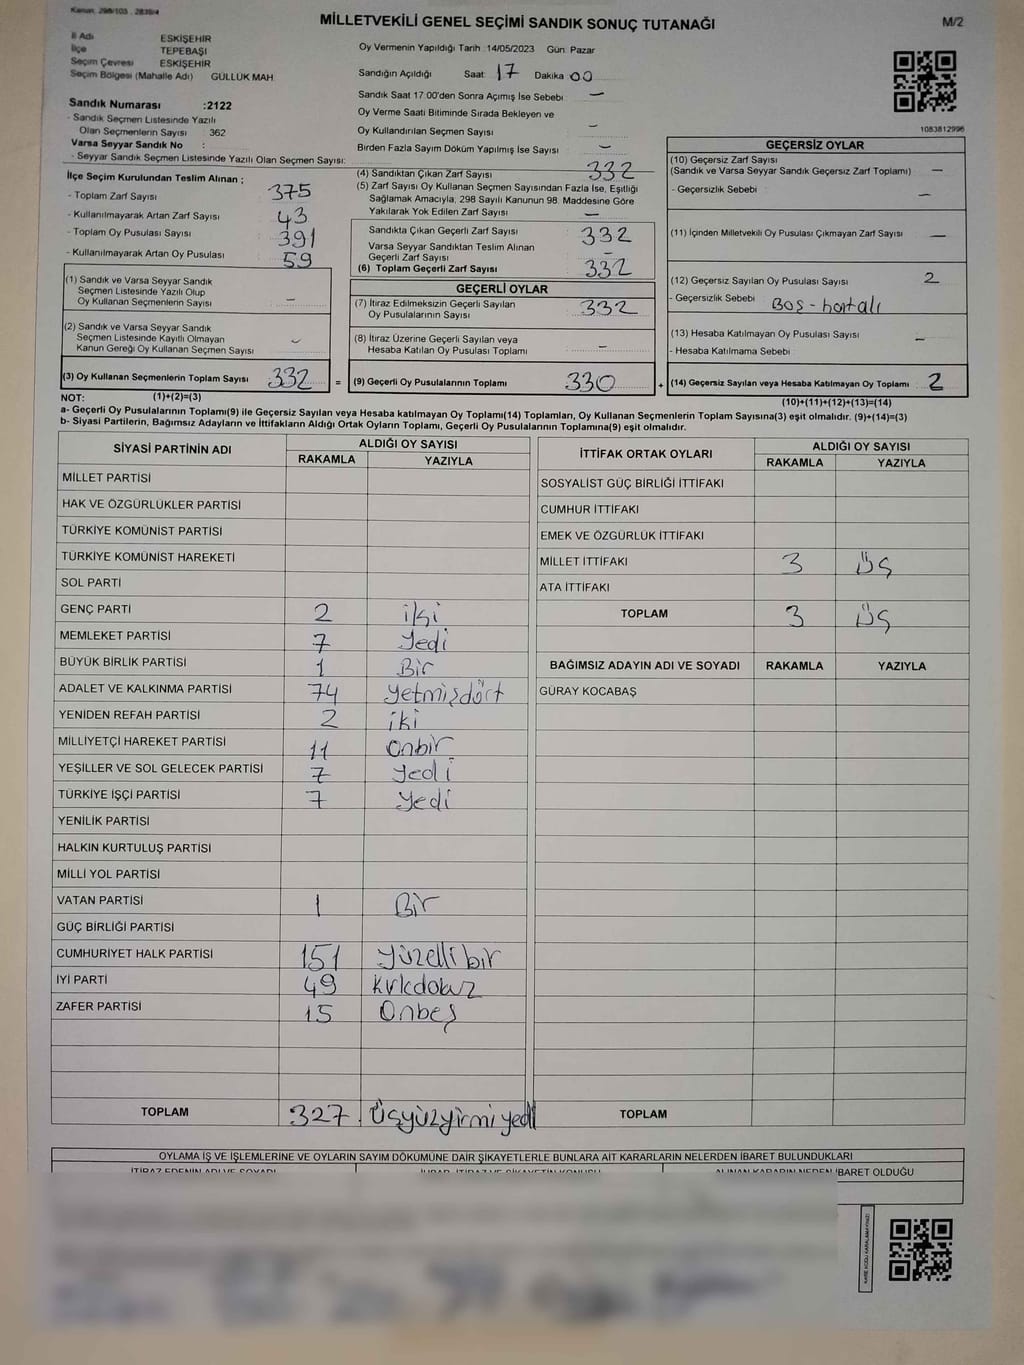 Kanun: 298/105 . 2839/4
MİLLETVEKİLİ GENEL SEÇİMİ SANDIK SONUÇ TUTANAĞI
M/2
İl Adı ESKİŞEHİR
İlçe TEPEBAŞI
Seçim Çevresi ESKİŞEHİR
Seçim Bölgesi (Mahalle Adı) GÜLLÜK MAH.
Oy Vermenin Yapıldığı Tarih :14/05/2023 Gün: Pazar
Sandığın Açıldığı Saat: 17 Dakika 00
Sandık Saat 17:00'den Sonra Açımış İse Sebebi: —
Oy Verme Saati Bitiminde Sırada Bekleyen ve
Oy Kullandırılan Seçmen Sayısı —
Birden Fazla Sayım Döküm Yapılmış İse Sayısı —
1083812996
Sandık Numarası :2122
- Sandık Seçmen Listesinde Yazılı
Olan Seçmenlerin Sayısı : 362
Varsa Seyyar Sandık No :
- Seyyar Sandık Seçmen Listesinde Yazılı Olan Seçmen Sayısı:
İlçe Seçim Kurulundan Teslim Alınan ;
- Toplam Zarf Sayısı : 375
- Kullanılmayarak Artan Zarf Sayısı : 43
- Toplam Oy Pusulası Sayısı : 391
- Kullanılmayarak Artan Oy Pusulası : 59
(1) Sandık ve Varsa Seyyar Sandık
Seçmen Listesinde Yazılı Olup
Oy Kullanan Seçmenlerin Sayısı : —
(2) Sandık ve Varsa Seyyar Sandık
Seçmen Listesinde Kayıtlı Olmayan
Kanun Gereği Oy Kullanan Seçmen Sayısı : —
(3) Oy Kullanan Seçmenlerin Toplam Sayısı 332
=
(4) Sandıktan Çıkan Zarf Sayısı : 332
(5) Zarf Sayısı Oy Kullanan Seçmen Sayısından Fazla İse, Eşitliği
Sağlamak Amacıyla, 298 Sayılı Kanunun 98. Maddesine Göre
Yakılarak Yok Edilen Zarf Sayısı : —
Sandıkta Çıkan Geçerli Zarf Sayısı : 332
Varsa Seyyar Sandıktan Teslim Alınan
Geçerli Zarf Sayısı : —
(6) Toplam Geçerli Zarf Sayısı : 332
GEÇERLİ OYLAR
(7) İtiraz Edilmeksizin Geçerli Sayılan
Oy Pusulalarının Sayısı : 332
(8) İtiraz Üzerine Geçerli Sayılan veya
Hesaba Katılan Oy Pusulası Toplamı : —
(9) Geçerli Oy Pusulalarının Toplamı 330
+
GEÇERSİZ OYLAR
(10) Geçersiz Zarf Sayısı
(Sandık ve Varsa Seyyar Sandık Geçersiz Zarf Toplamı) —
- Geçersizlik Sebebi : —
(11) İçinden Milletvekili Oy Pusulası Çıkmayan Zarf Sayısı —
(12) Geçersiz Sayılan Oy Pusulası Sayısı : 2
- Geçersizlik Sebebi : Boş - hatalı
(13) Hesaba Katılmayan Oy Pusulası Sayısı : —
- Hesaba Katılmama Sebebi :
(14) Geçersiz Sayılan veya Hesaba Katılmayan Oy Toplamı 2
NOT: (1)+(2)=(3) (10)+(11)+(12)+(13)=(14)
a- Geçerli Oy Pusulalarının Toplamı(9) ile Geçersiz Sayılan veya Hesaba katılmayan Oy Toplamı(14) Toplamları, Oy Kullanan Seçmenlerin Toplam Sayısına(3) eşit olmalıdır. (9)+(14)=(3)
b- Siyasi Partilerin, Bağımsız Adayların ve İttifakların Aldığı Ortak Oyların Toplamı, Geçerli Oy Pusulalarının Toplamına(9) eşit olmalıdır.
SİYASİ PARTİNİN ADI ALDIĞI OY SAYISI
RAKAMLA YAZIYLA
MİLLET PARTİSİ
HAK VE ÖZGÜRLÜKLER PARTİSİ
TÜRKİYE KOMÜNİST PARTİSİ
TÜRKİYE KOMÜNİST HAREKETİ
SOL PARTİ
GENÇ PARTİ 2 iki
MEMLEKET PARTİSİ 7 Yedi
BÜYÜK BİRLİK PARTİSİ 1 Bir
ADALET VE KALKINMA PARTİSİ 74 yetmişdört
YENİDEN REFAH PARTİSİ 2 iki
MİLLİYETÇİ HAREKET PARTİSİ 11 Onbir
YEŞİLLER VE SOL GELECEK PARTİSİ 7 Yedi
TÜRKİYE İŞÇİ PARTİSİ 7 Yedi
YENİLİK PARTİSİ
HALKIN KURTULUŞ PARTİSİ
MİLLİ YOL PARTİSİ
VATAN PARTİSİ 1 Bir
GÜÇ BİRLİĞİ PARTİSİ
CUMHURİYET HALK PARTİSİ 151 Yüzellibir
İYİ PARTİ 49 Kırkdokuz
ZAFER PARTİSİ 15 Onbeş
TOPLAM 327 Üçyüzyirmiyedi
İTTİFAK ORTAK OYLARI ALDIĞI OY SAYISI
RAKAMLA YAZIYLA
SOSYALİST GÜÇ BİRLİĞİ İTTİFAKI
CUMHUR İTTİFAKI
EMEK VE ÖZGÜRLÜK İTTİFAKI
MİLLET İTTİFAKI 3 Üç
ATA İTTİFAKI
TOPLAM 3 Üç
BAĞIMSIZ ADAYIN ADI VE SOYADI RAKAMLA YAZIYLA
GÜRAY KOCABAŞ
TOPLAM
OYLAMA İŞ VE İŞLEMLERİNE VE OYLARIN SAYIM DÖKÜMÜNE DAİR ŞİKAYETLERLE BUNLARA AİT KARARLARIN NELERDEN İBARET BULUNDUKLARI
İTİRAZ EDENİN ADI VE SOYADI
ALINAN KARARIN NEDEN İBARET OLDUĞU
KARE KODU KARALAMAYINIZ!